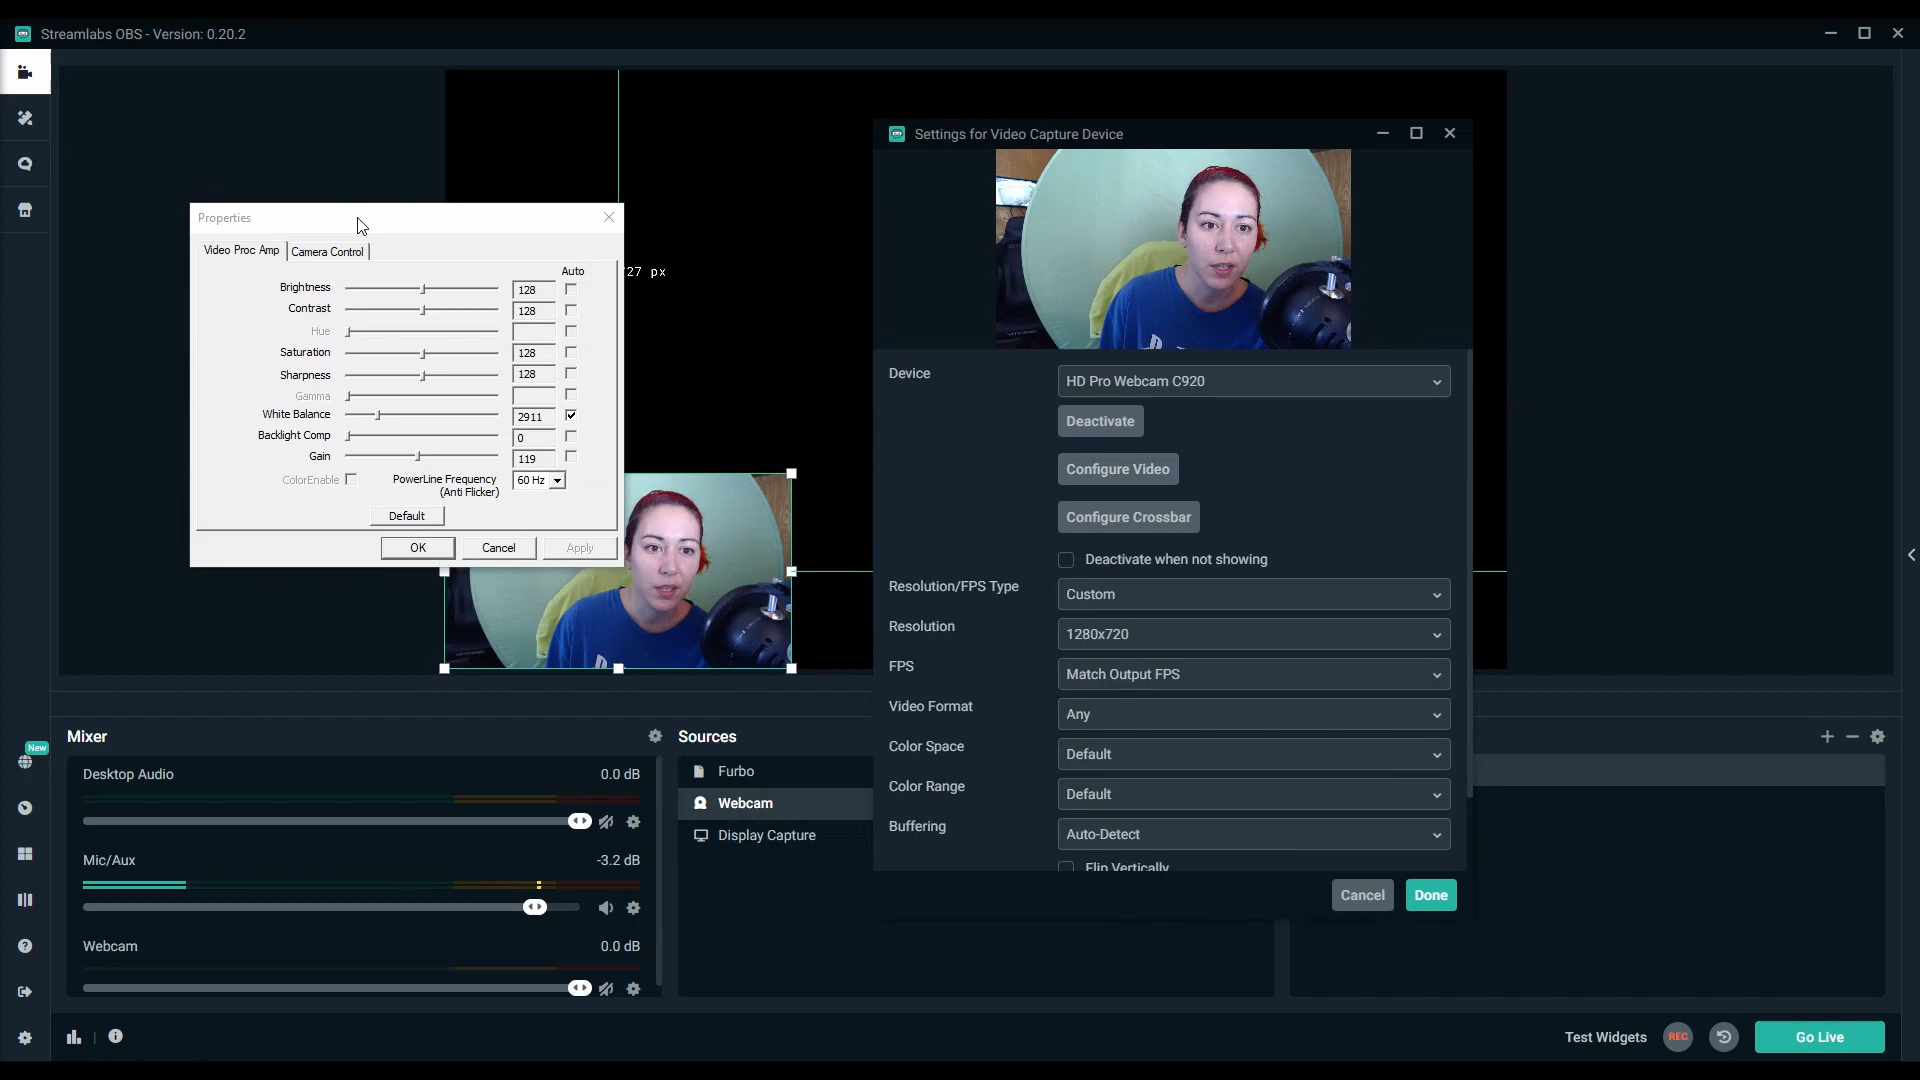 Streamlabs OBS - Version: 0.20.2
Settings for Video Capture Device
Properties
Video Proc Amp
Camera Control
Auto
27 px
Brightness 128
Contrast 128
Hue
Saturation 128
Sharpness 128
Gamma
White Balance 2911
Backlight Comp 0
Gain 119
ColorEnable
PowerLine Frequency
(Anti Flicker)
60 Hz
Default
OK
Cancel
Apply
Device
HD Pro Webcam C920
Deactivate
Configure Video
Configure Crossbar
Deactivate when not showing
Resolution/FPS Type
Custom
Resolution
1280x720
FPS
Match Output FPS
Video Format
Any
Color Space
Default
Color Range
Default
Buffering
Auto-Detect
Flip Vertically
Cancel
Done
New
Mixer
Desktop Audio
0.0 dB
Mic/Aux
-3.2 dB
Webcam
0.0 dB
Sources
Furbo
Webcam
Display Capture
Test Widgets
REC
Go Live